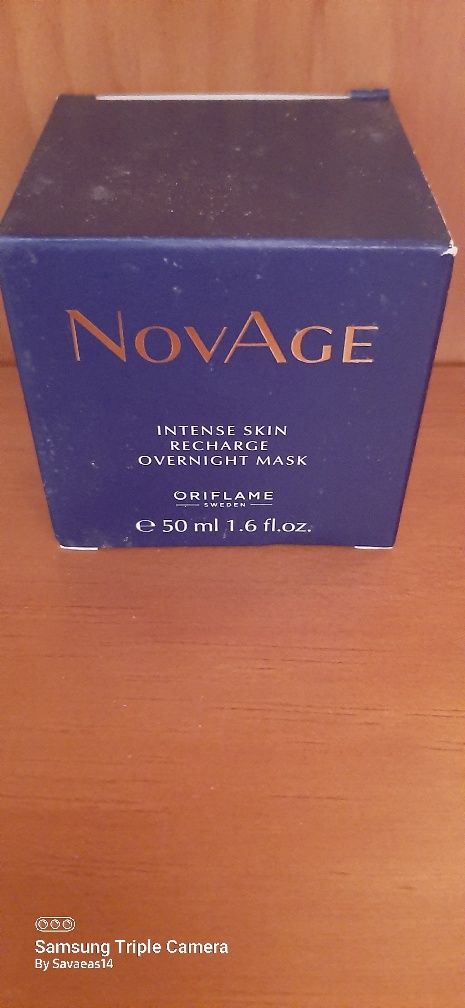 NOVAGE
INTENSE SKIN
RECHARGE
OVERNIGHT MASK
ORIFLAME
SWEDEN
℮ 50 ml 1.6 fl.oz.
Samsung Triple Camera
By Savaeas14